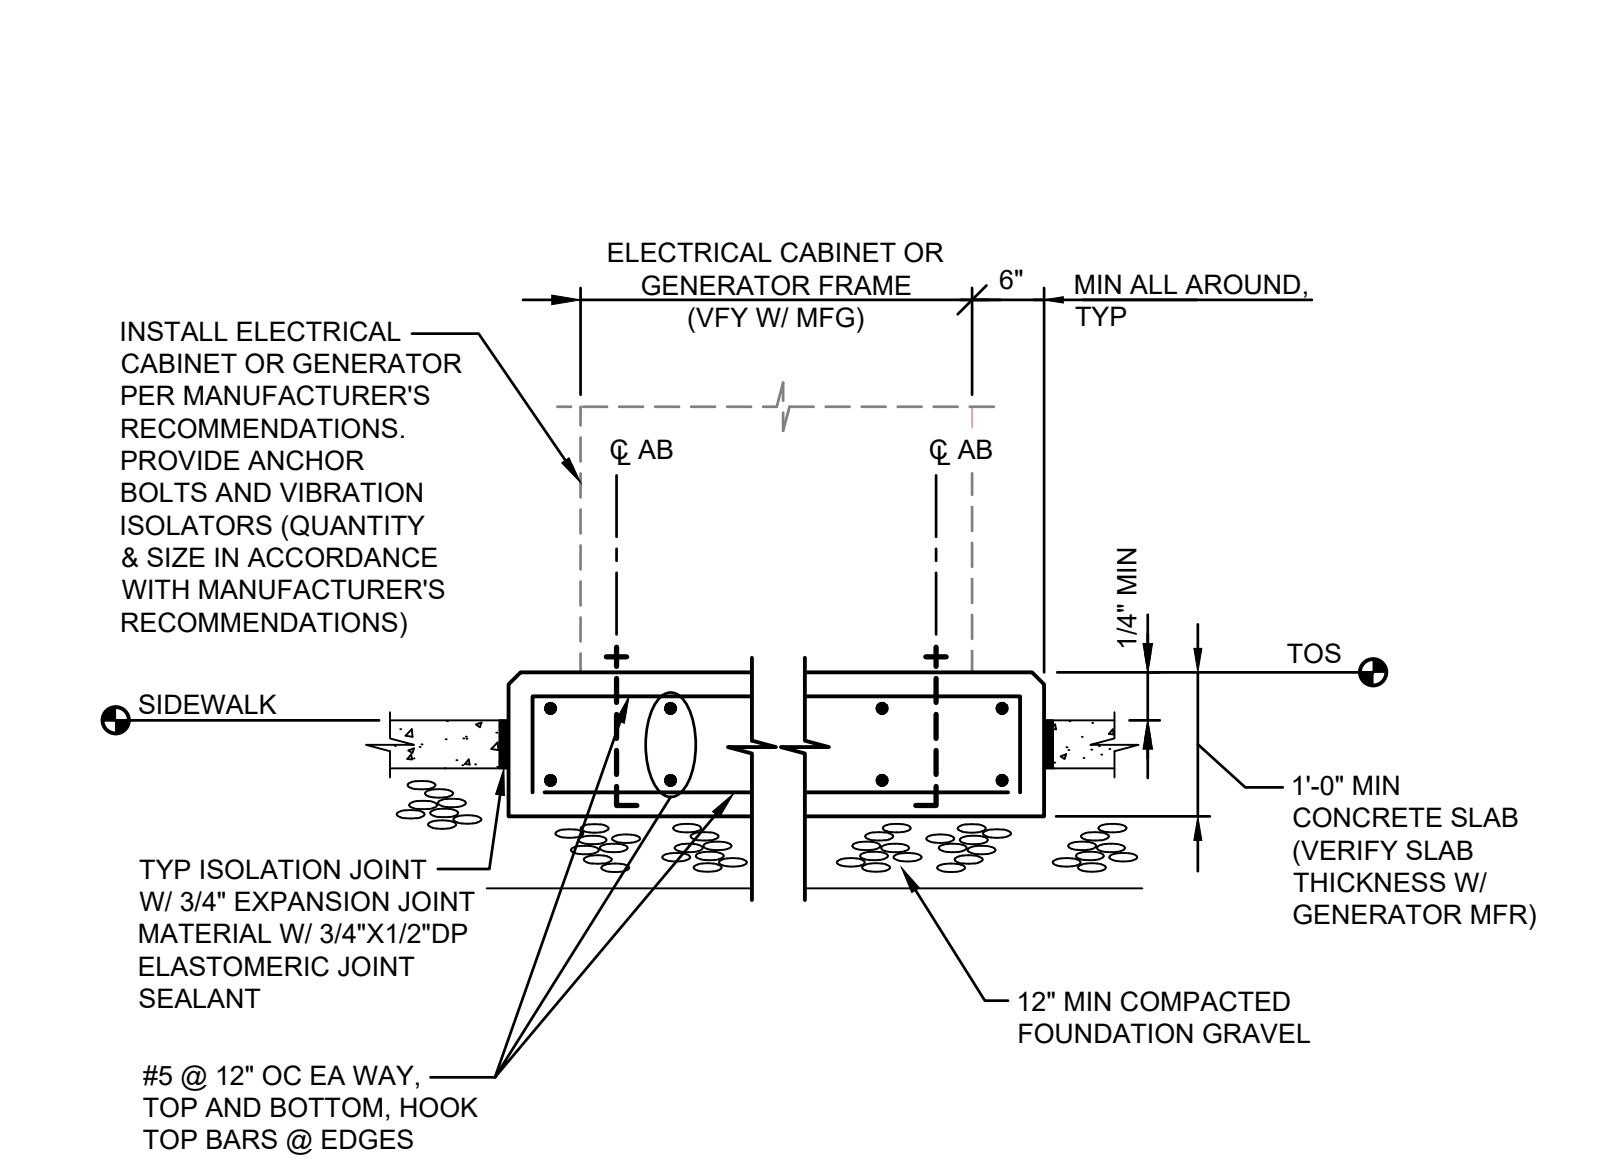 ELECTRICAL CABINET OR
GENERATOR FRAME
(VFY W/ MFG)
6"
MIN ALL AROUND,
TYP
INSTALL ELECTRICAL
CABINET OR GENERATOR
PER MANUFACTURER'S
RECOMMENDATIONS.
PROVIDE ANCHOR
BOLTS AND VIBRATION
ISOLATORS (QUANTITY
& SIZE IN ACCORDANCE
WITH MANUFACTURER'S
RECOMMENDATIONS)
℄ AB
℄ AB
1/4" MIN
TOS
SIDEWALK
1'-0" MIN
CONCRETE SLAB
(VERIFY SLAB
THICKNESS W/
GENERATOR MFR)
TYP ISOLATION JOINT
W/ 3/4" EXPANSION JOINT
MATERIAL W/ 3/4"X1/2"DP
ELASTOMERIC JOINT
SEALANT
12" MIN COMPACTED
FOUNDATION GRAVEL
#5 @ 12" OC EA WAY,
TOP AND BOTTOM, HOOK
TOP BARS @ EDGES